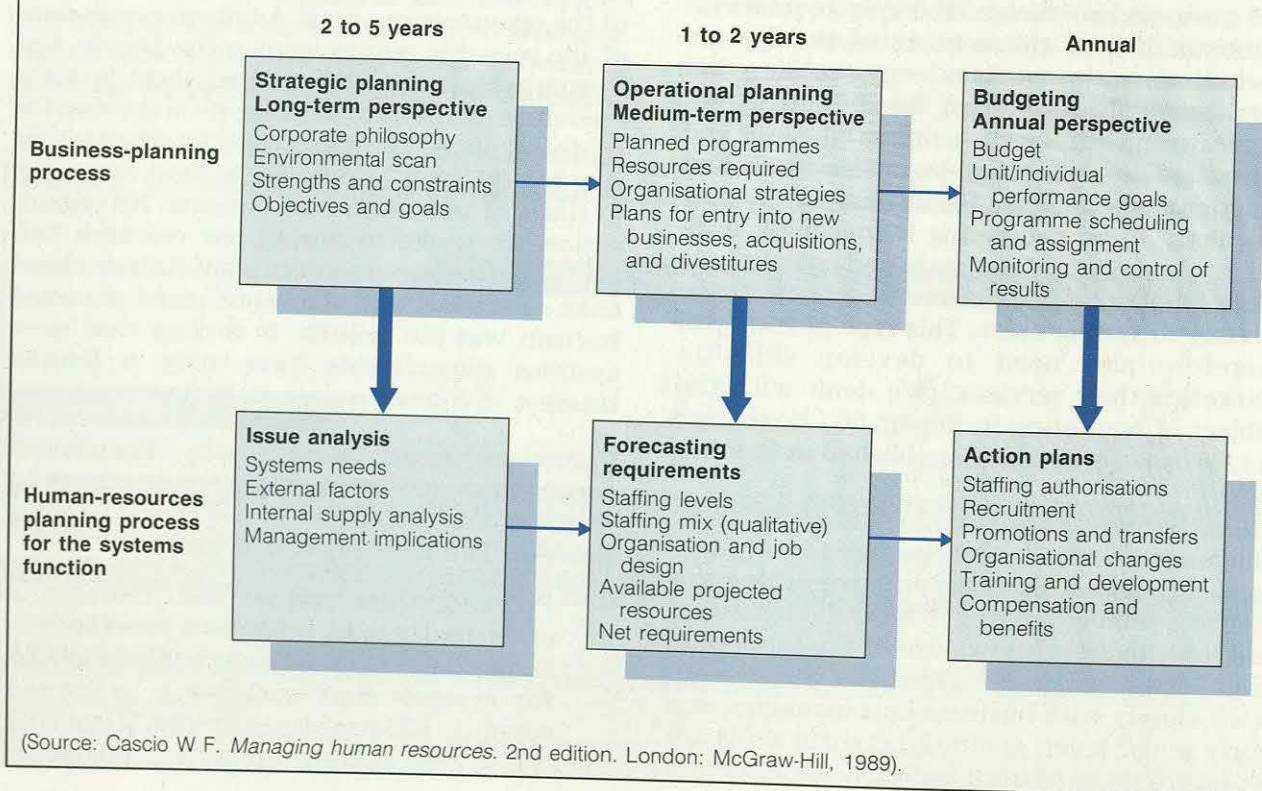 2 to 5 years
1 to 2 years
Annual
Business-planning
process
Strategic planning
Long-term perspective
Corporate philosophy
Environmental scan
Strengths and constraints
Objectives and goals
Operational planning
Medium-term perspective
Planned programmes
Resources required
Organisational strategies
Plans for entry into new
businesses, acquisitions,
and divestitures
Budgeting
Annual perspective
Budget
Unit/individual
performance goals
Programme scheduling
and assignment
Monitoring and control of
results
Human-resources
planning process
for the systems
function
Issue analysis
Systems needs
External factors
Internal supply analysis
Management implications
Forecasting
requirements
Staffing levels
Staffing mix (qualitative)
Organisation and job
design
Available projected
resources
Net requirements
Action plans
Staffing authorisations
Recruitment
Promotions and transfers
Organisational changes
Training and development
Compensation and
benefits
(Source: Cascio W F. Managing human resources. 2nd edition. London: McGraw-Hill, 1989).